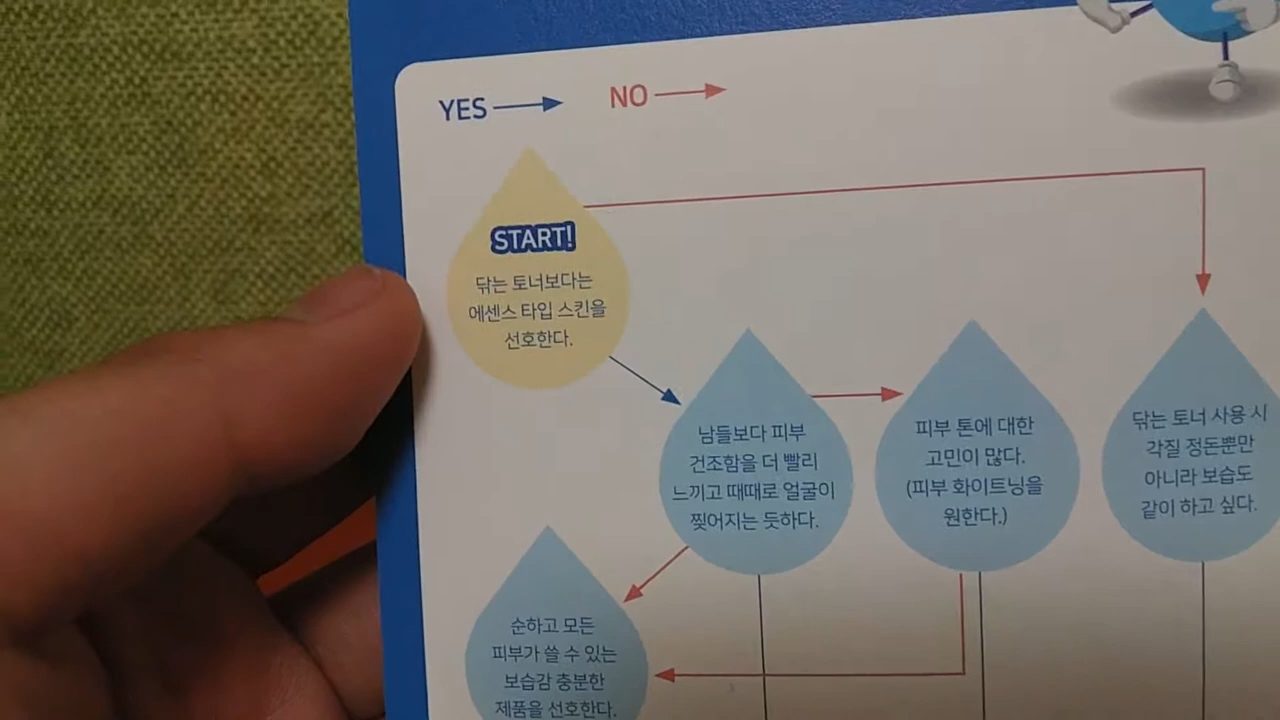 YES
NO
START!
닦는 토너보다는
에센스 타입 스킨을
선호한다.
남들보다 피부
건조함을 더 빨리
느끼고 때때로 얼굴이
찢어지는 듯하다.
피부 톤에 대한
고민이 많다.
(피부 화이트닝을
원한다.)
닦는 토너 사용 시
각질 정돈뿐만
아니라 보습도
같이 하고 싶다.
순하고 모든
피부가 쓸 수 있는
보습감 충분한
제품을 선호한다.